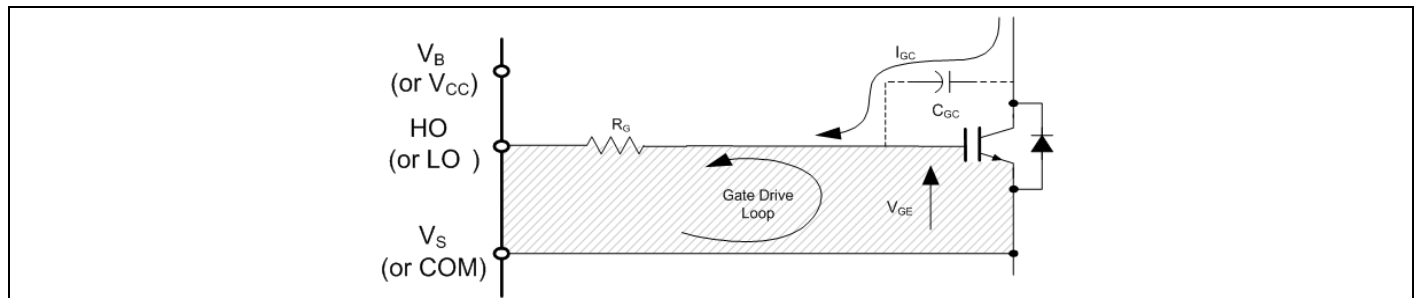 V_B
(or V_CC)
HO
(or LO )
V_S
(or COM)
R_G
I_GC
C_GC
Gate Drive
Loop
V_GE